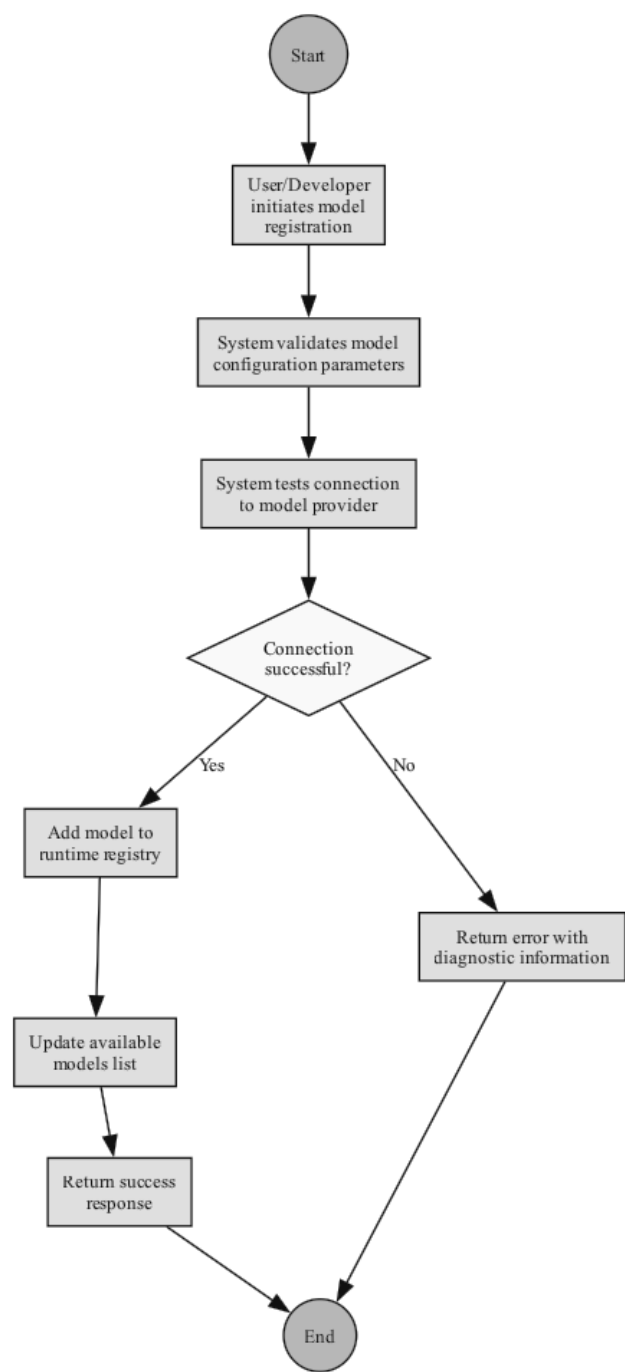 Start
User/Developer
initiates model
registration
System validates model
configuration parameters
System tests connection
to model provider
Connection
successful?
Yes
No
Add model to
runtime registry
Return error with
diagnostic information
Update available
models list
Return success
response
End